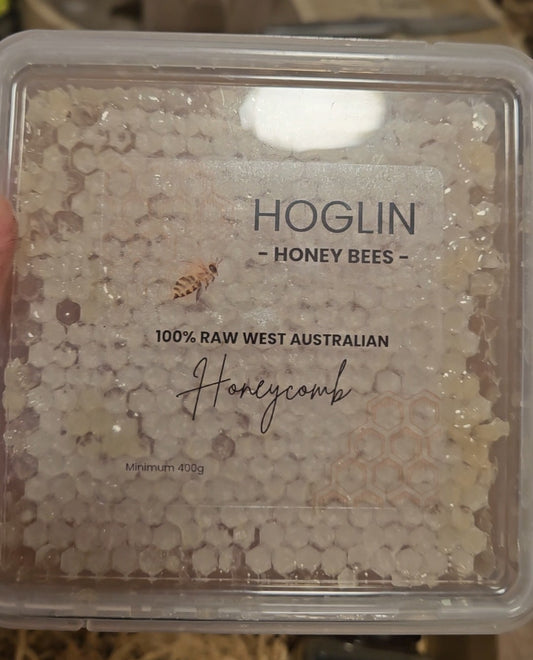 HOGLIN
- HONEY BEES -
100% RAW WEST AUSTRALIAN
Honeycomb
Minimum 400g